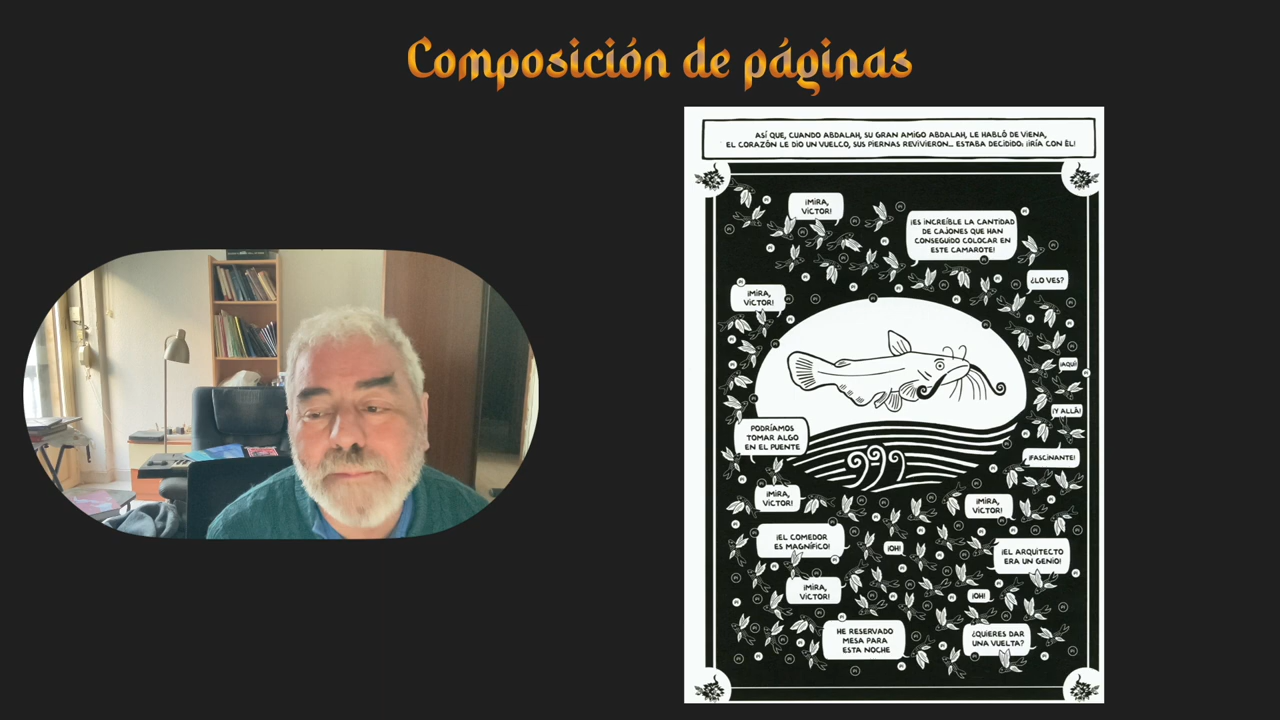 Composición de páginas
ASÍ QUE, CUANDO ABDALAH, SU GRAN AMIGO ABDALAH, LE HABLÓ DE VIENA,
EL CORAZÓN LE DIO UN VUELCO, SUS PIERNAS REVIVIERON... ESTABA DECIDIDO: ¡IRÍA CON ÉL!
¡MIRA,
VÍCTOR!
¡ES INCREÍBLE LA CANTIDAD
DE CAJONES QUE HAN
CONSEGUIDO COLOCAR EN
ESTE CAMAROTE!
¿LO VES?
¡MIRA,
VÍCTOR!
¡AQUÍ!
¡Y ALLÁ!
PODRÍAMOS
TOMAR ALGO
EN EL PUENTE
¡FASCINANTE!
¡MIRA,
VÍCTOR!
¡MIRA,
VÍCTOR!
¡EL COMEDOR
ES MAGNÍFICO!
¡OH!
¡EL ARQUITECTO
ERA UN GENIO!
¡MIRA,
VÍCTOR!
¡OH!
HE RESERVADO
MESA PARA
ESTA NOCHE
¿QUIERES DAR
UNA VUELTA?